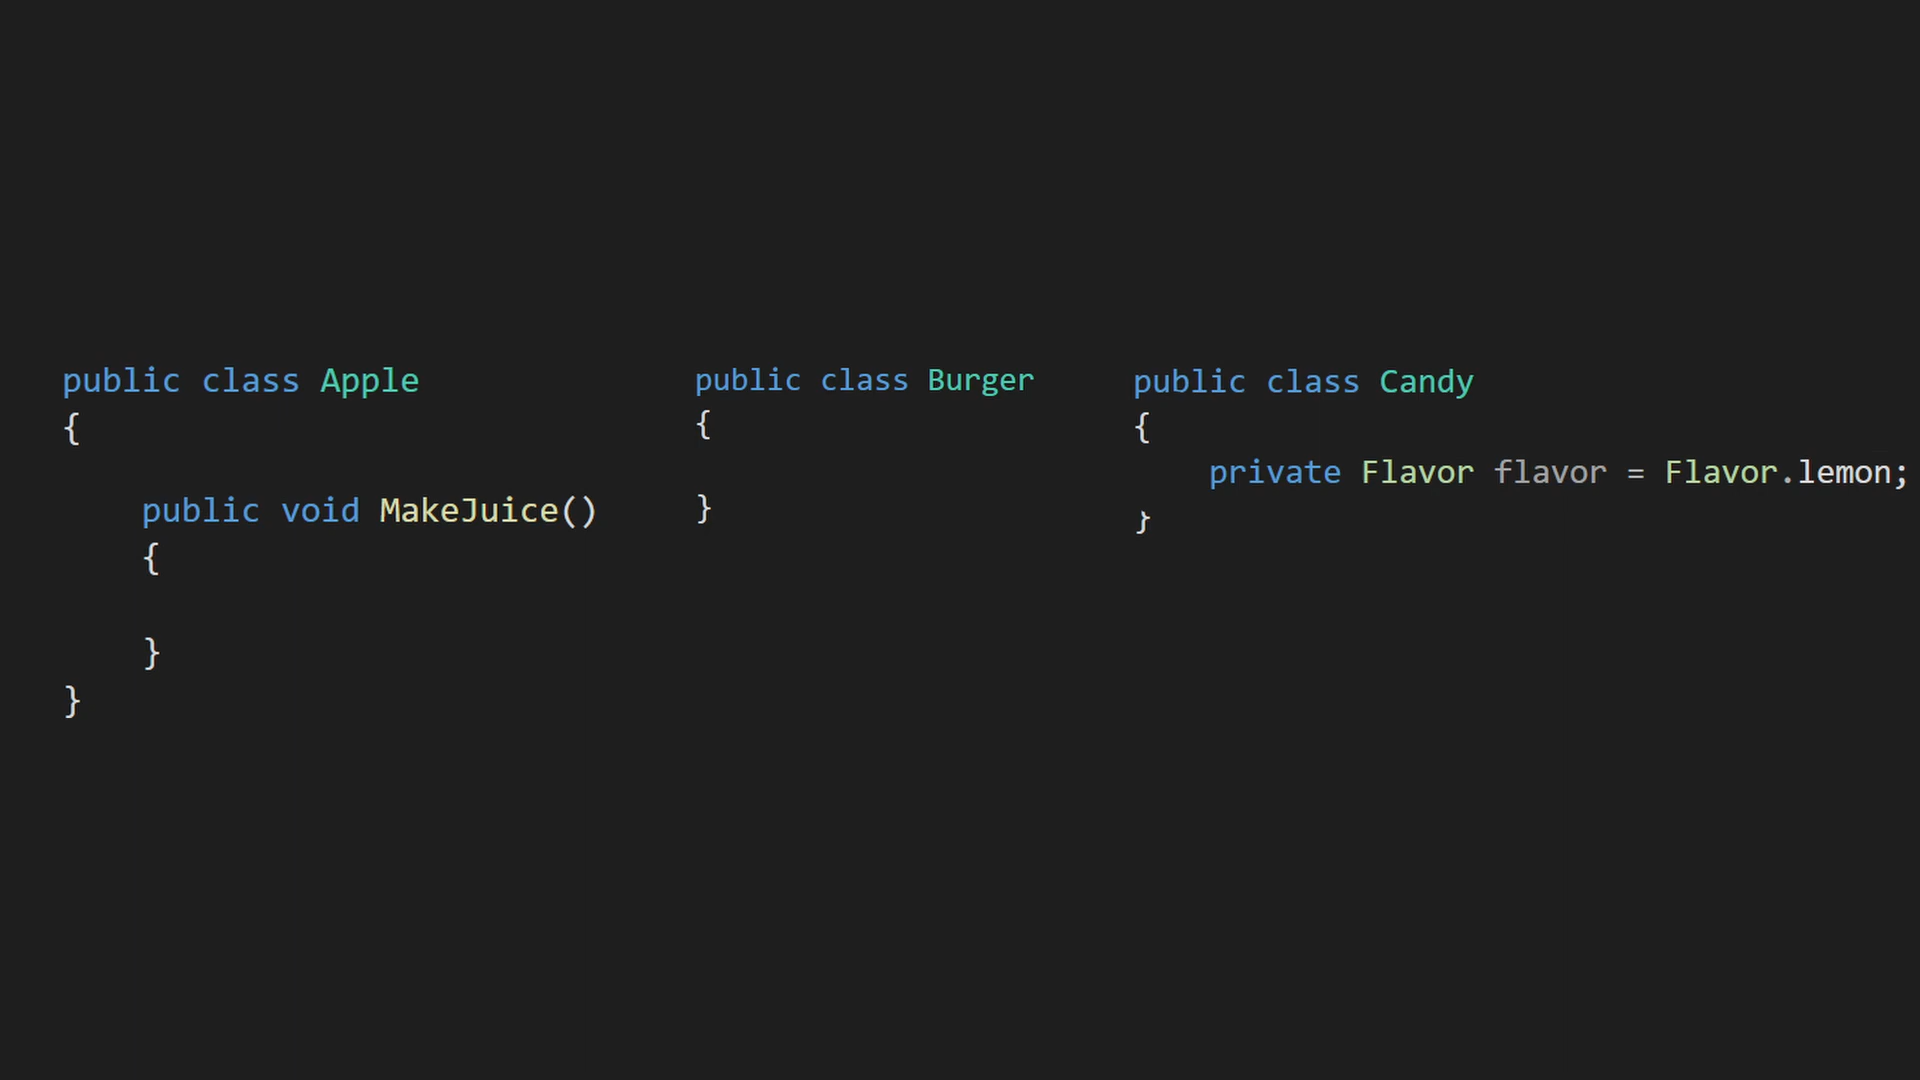 public class Apple
{
public void MakeJuice()
{
}
}
public class Burger
{
}
public class Candy
{
private Flavor flavor = Flavor.lemon;
}